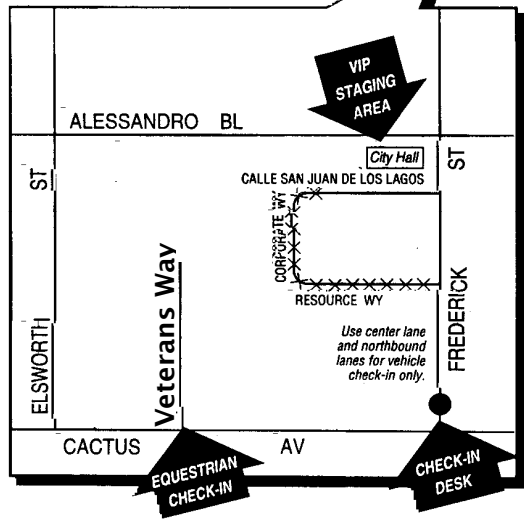 VIP
STAGING
AREA
ALESSANDRO BL
City Hall
ST
ST
CALLE SAN JUAN DE LOS LAGOS
CORPORATE WY
RESOURCE WY
Veterans Way
Use center lane
and northbound
lanes for vehicle
check-in only.
FREDERICK
ELSWORTH
CACTUS AV
EQUESTRIAN
CHECK-IN
CHECK-IN
DESK